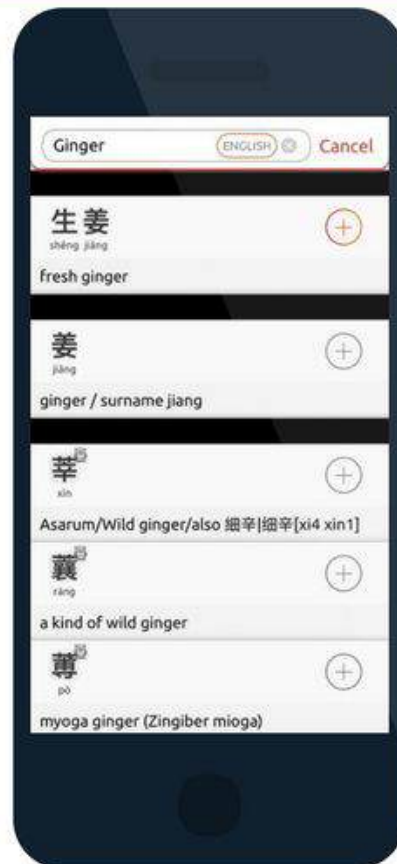 Ginger ENGLISH Cancel
生姜
shēng jiāng
fresh ginger
姜
jiāng
ginger / surname jiang
莘
xīn
Asarum/Wild ginger/also 细辛|细辛[xi4 xin1]
蘘
ráng
a kind of wild ginger
pò
myoga ginger (Zingiber mioga)